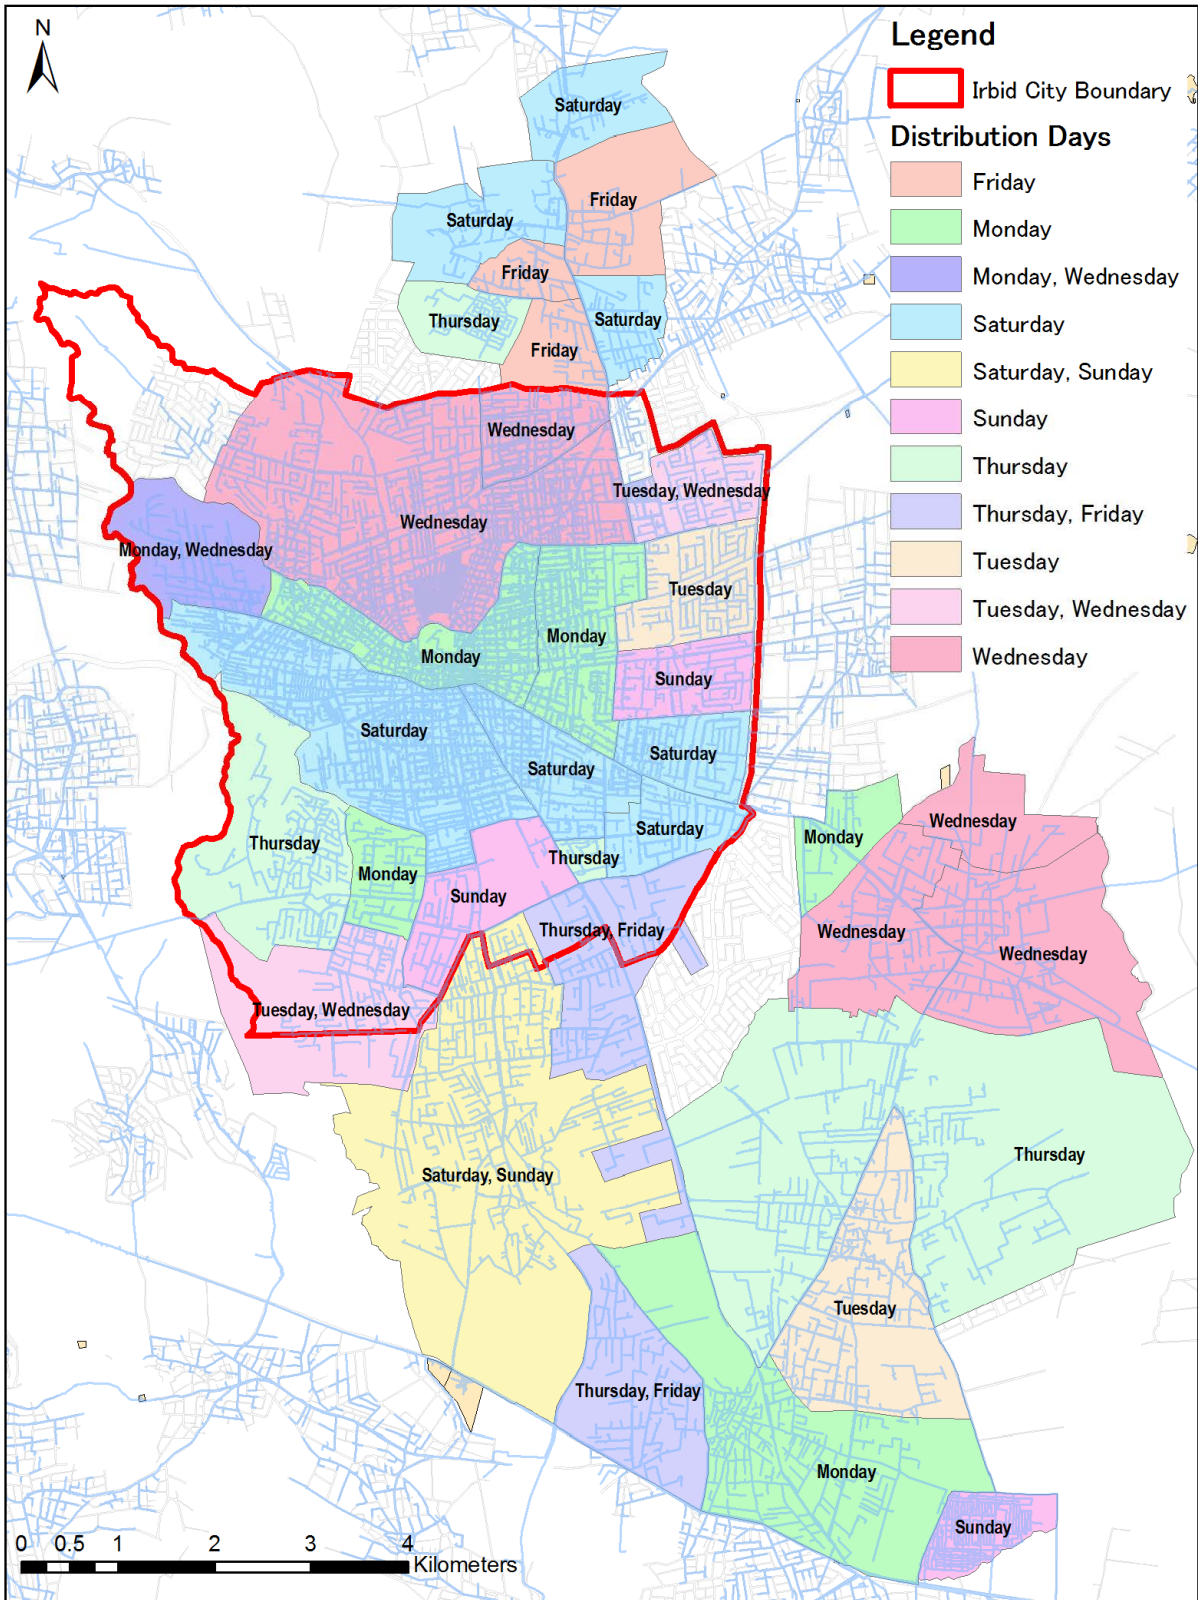 N
Legend
Irbid City Boundary
Distribution Days
Friday
Monday
Monday, Wednesday
Saturday
Saturday, Sunday
Sunday
Thursday
Thursday, Friday
Tuesday
Tuesday, Wednesday
Wednesday
Saturday
Friday
Saturday
Friday
Thursday
Saturday
Friday
Wednesday
Tuesday, Wednesday
Wednesday
Monday, Wednesday
Tuesday
Monday
Monday
Sunday
Saturday
Saturday
Saturday
Saturday
Wednesday
Monday
Thursday
Thursday
Monday
Sunday
Thursday, Friday
Wednesday
Wednesday
Tuesday, Wednesday
Thursday
Saturday, Sunday
Tuesday
Thursday, Friday
Monday
Sunday
0 0.5 1 2 3 4
Kilometers